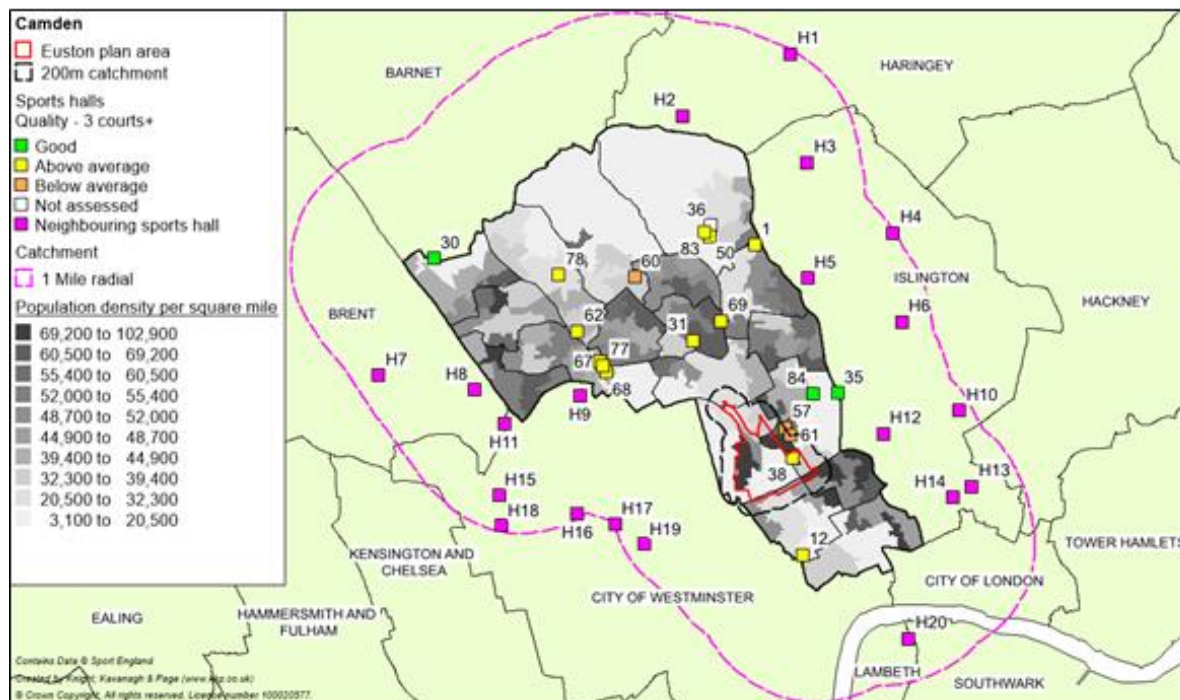 Camden
Euston plan area
200m catchment
Sports halls
Quality - 3 courts+
Good
Above average
Below average
Not assessed
Neighbouring sports hall
Catchment
1 Mile radial
Population density per square mile
69,200 to 102,900
60,500 to 69,200
55,400 to 60,500
52,000 to 55,400
48,700 to 52,000
44,900 to 48,700
39,400 to 44,900
32,300 to 39,400
20,500 to 32,300
3,100 to 20,500
H1
BARNET
HARINGEY
H2
H3
36
H4
1
30
83
50
78
60
ISLINGTON
H5
HACKNEY
BRENT
62
31
69
H6
67
77
H7
H8
68
84
35
H9
H10
57
H12
H11
61
38
H13
H14
H15
H17
H18
H16
H19
12
TOWER HAMLETS
KENSINGTON AND
CHELSEA
CITY OF LONDON
CITY OF WESTMINSTER
EALING
HAMMERSMITH AND
FULHAM
H20
LAMBETH
SOUTHWARK
Contains Data © Sport England
Created by Knight, Kavanagh & Page (www.kkp.co.uk)
© Crown Copyright. All rights reserved. License number 100020577.